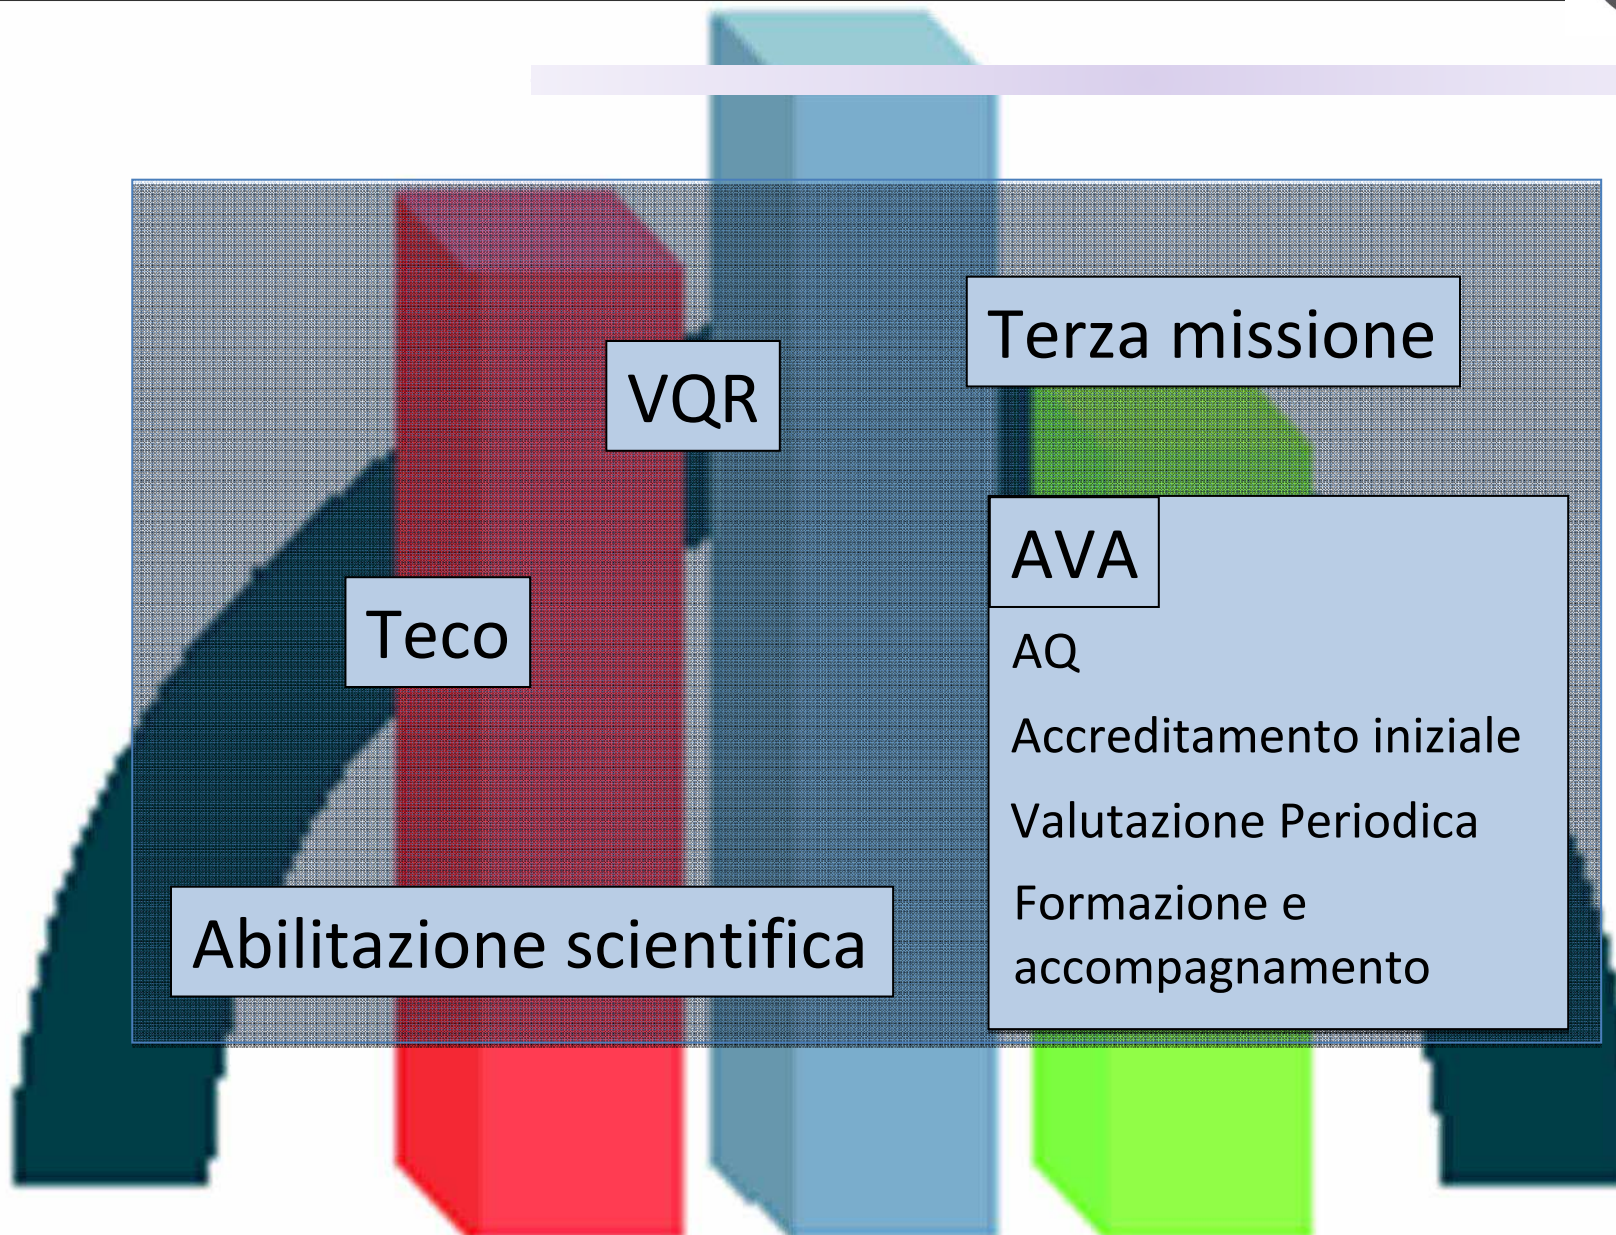 Terza missione
VQR
Teco
Abilitazione scientifica
AVA
AQ
Accreditamento iniziale
Valutazione Periodica
Formazione e
accompagnamento